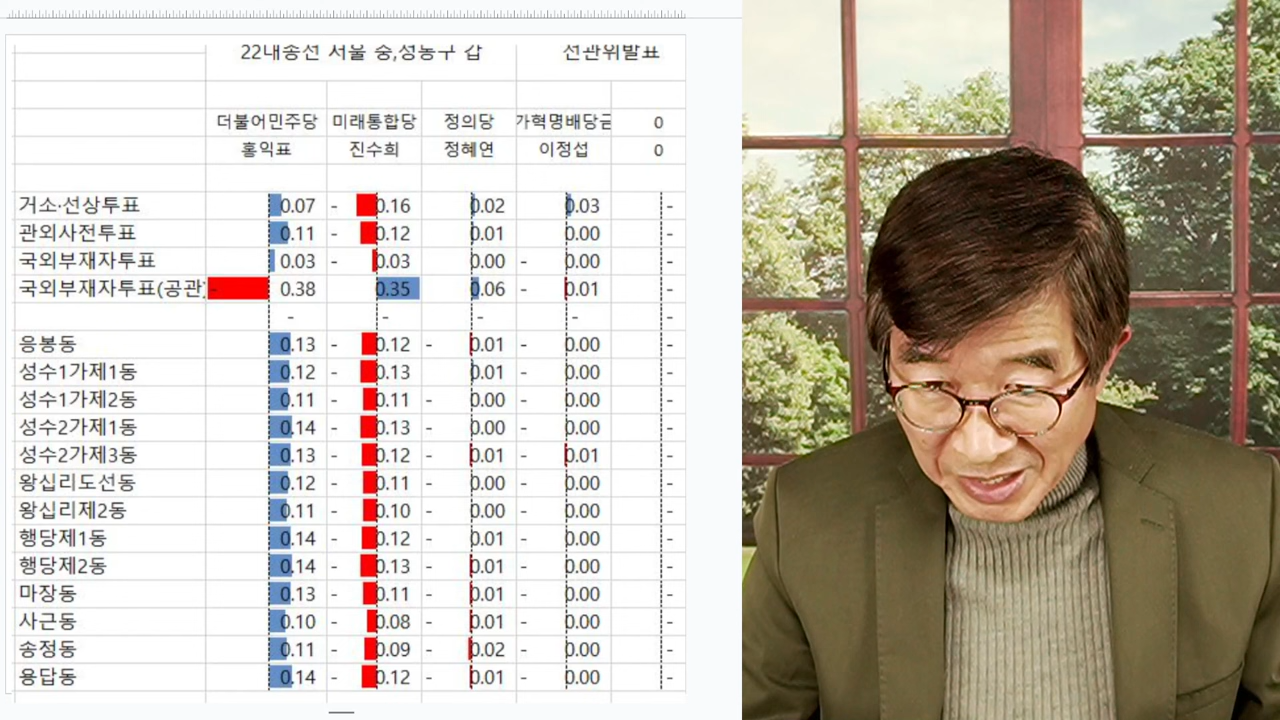 22대총선 서울 중,성동구 갑 선관위발표
더불어민주당 미래통합당 정의당 가혁명배당금 0
홍익표 진수희 정혜연 이정섭 0
거소·선상투표 0.07 - 0.16 0.02 0.03 -
관외사전투표 0.11 - 0.12 0.01 0.00 -
국외부재자투표 0.03 - 0.03 0.00 - 0.00 -
국외부재자투표(공관) - 0.38 0.35 0.06 - 0.01 -
- - - - -
응봉동 0.13 - 0.12 - 0.01 - 0.00 -
성수1가제1동 0.12 - 0.13 0.01 - 0.00 -
성수1가제2동 0.11 - 0.11 - 0.00 - 0.00 -
성수2가제1동 0.14 - 0.13 - 0.00 - 0.00 -
성수2가제3동 0.13 - 0.12 - 0.01 - 0.01 -
왕십리도선동 0.12 - 0.11 - 0.00 - 0.00 -
왕십리제2동 0.11 - 0.10 - 0.00 - 0.00 -
행당제1동 0.14 - 0.12 - 0.01 - 0.00 -
행당제2동 0.14 - 0.13 - 0.01 - 0.00 -
마장동 0.13 - 0.11 - 0.01 - 0.00 -
사근동 0.10 - 0.08 - 0.01 - 0.00 -
송정동 0.11 - 0.09 - 0.02 - 0.00 -
용답동 0.14 - 0.12 - 0.01 - 0.00 -